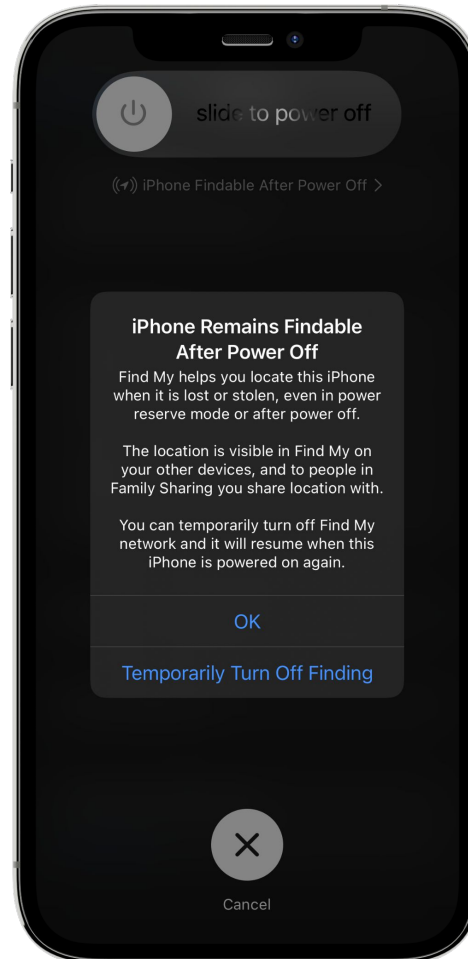 slide to power off
iPhone Findable After Power Off >
iPhone Remains Findable
After Power Off
Find My helps you locate this iPhone
when it is lost or stolen, even in power
reserve mode or after power off.
The location is visible in Find My on
your other devices, and to people in
Family Sharing you share location with.
You can temporarily turn off Find My
network and it will resume when this
iPhone is powered on again.
OK
Temporarily Turn Off Finding
Cancel